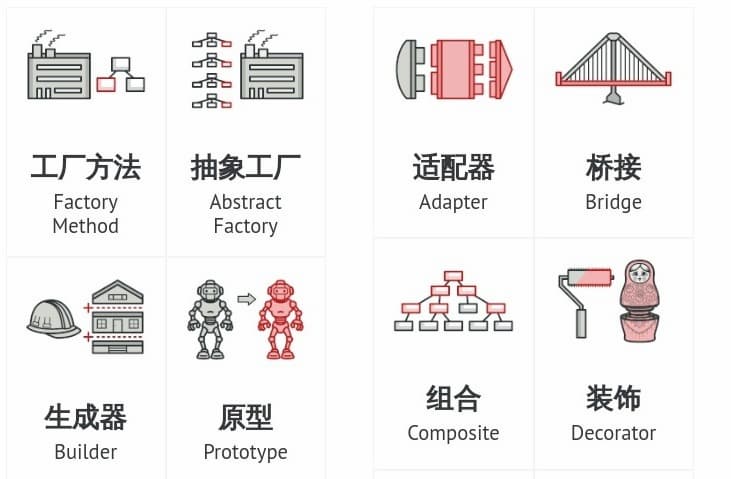 工厂方法
Factory
Method
抽象工厂
Abstract
Factory
适配器
Adapter
桥接
Bridge
生成器
Builder
原型
Prototype
组合
Composite
装饰
Decorator